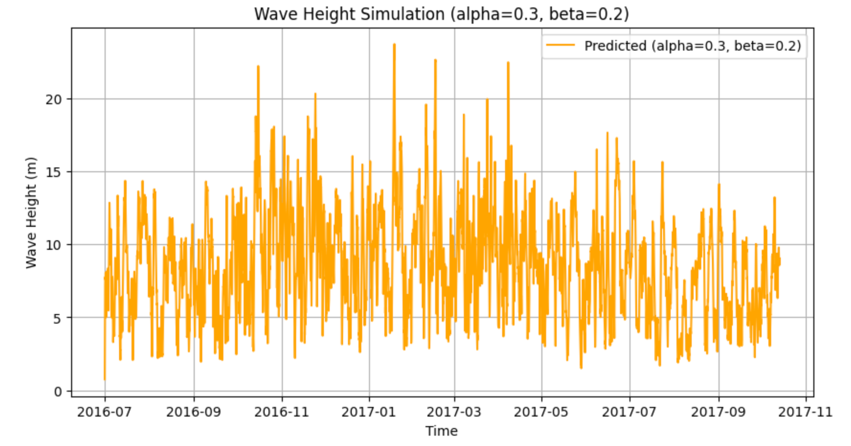 Wave Height Simulation (alpha=0.3, beta=0.2)
Predicted (alpha=0.3, beta=0.2)
Wave Height (m)
20
15
10
5
0
2016-07 2016-09 2016-11 2017-01 2017-03 2017-05 2017-07 2017-09 2017-11
Time